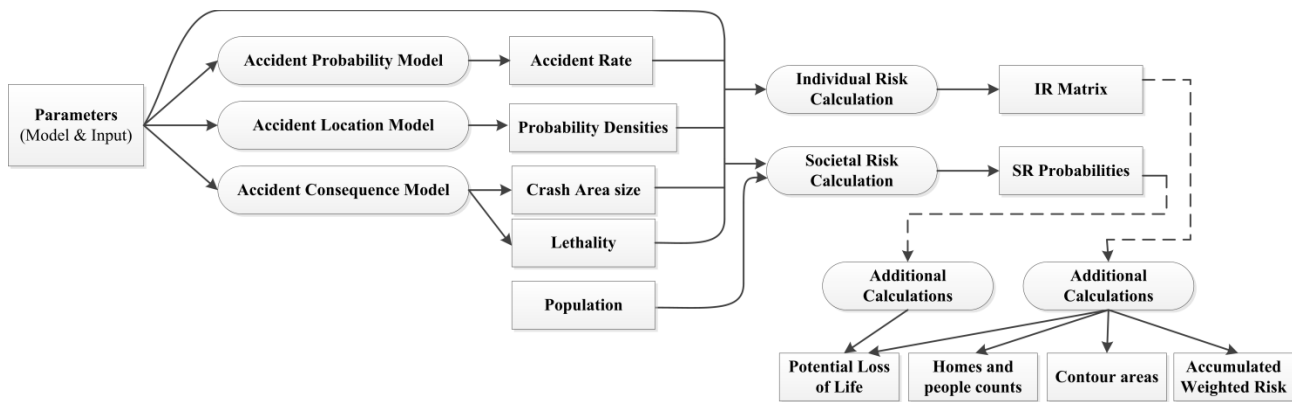 Parameters
(Model & Input)
Accident Probability Model
Accident Rate
Accident Location Model
Probability Densities
Accident Consequence Model
Crash Area size
Lethality
Population
Individual Risk
Calculation
IR Matrix
Societal Risk
Calculation
SR Probabilities
Additional
Calculations
Additional
Calculations
Potential Loss
of Life
Homes and
people counts
Contour areas
Accumulated
Weighted Risk